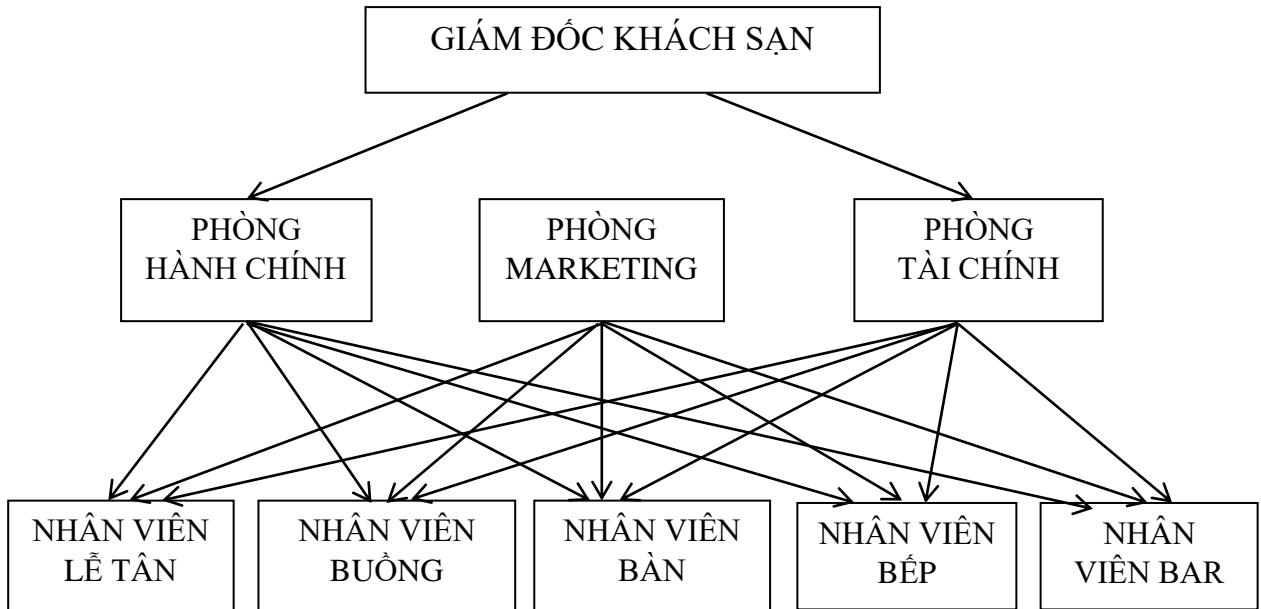 GIÁM ĐỐC KHÁCH SẠN
PHÒNG
HÀNH CHÍNH
PHÒNG
MARKETING
PHÒNG
TÀI CHÍNH
NHÂN VIÊN
LỄ TÂN
NHÂN VIÊN
BUỒNG
NHÂN VIÊN
BÀN
NHÂN VIÊN
BẾP
NHÂN
VIÊN BAR